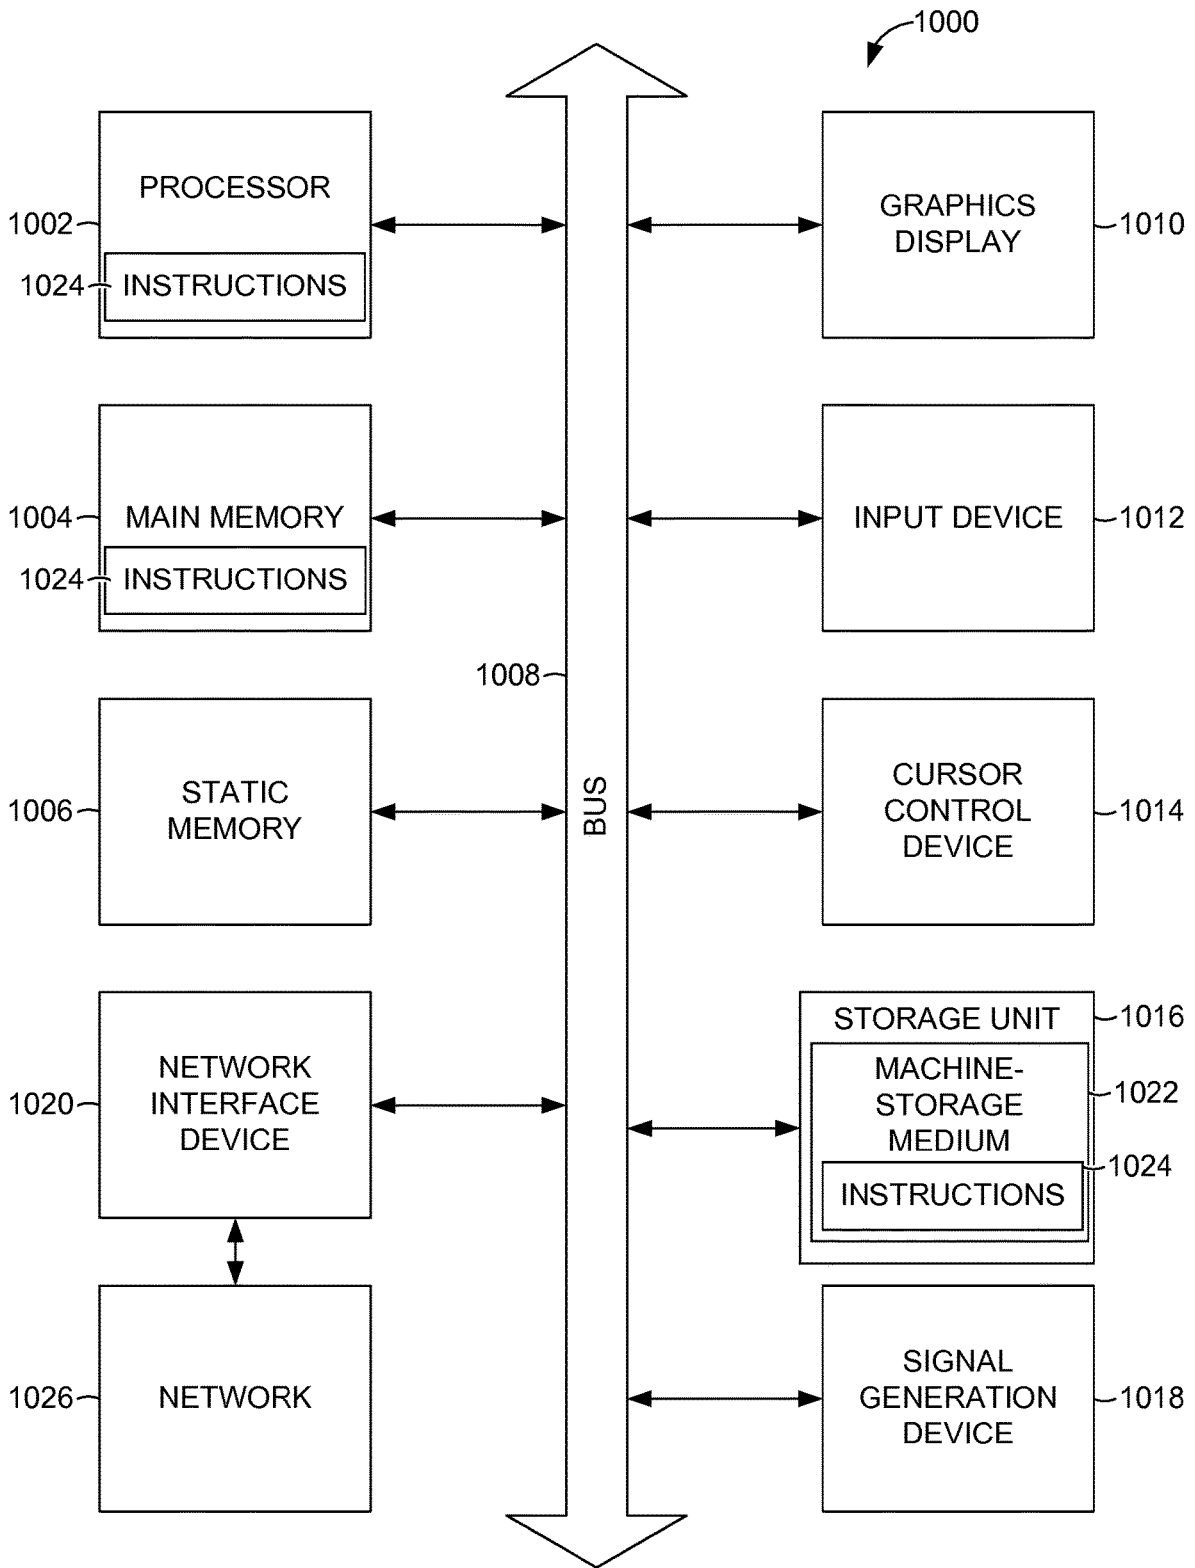 1000
PROCESSOR
1002
1024
INSTRUCTIONS
GRAPHICS
DISPLAY
1010
1004
MAIN MEMORY
1024
INSTRUCTIONS
INPUT DEVICE
1012
1008
BUS
1006
STATIC
MEMORY
CURSOR
CONTROL
DEVICE
1014
1020
NETWORK
INTERFACE
DEVICE
STORAGE UNIT
1016
MACHINE-
STORAGE
MEDIUM
1022
1024
INSTRUCTIONS
1026
NETWORK
SIGNAL
GENERATION
DEVICE
1018